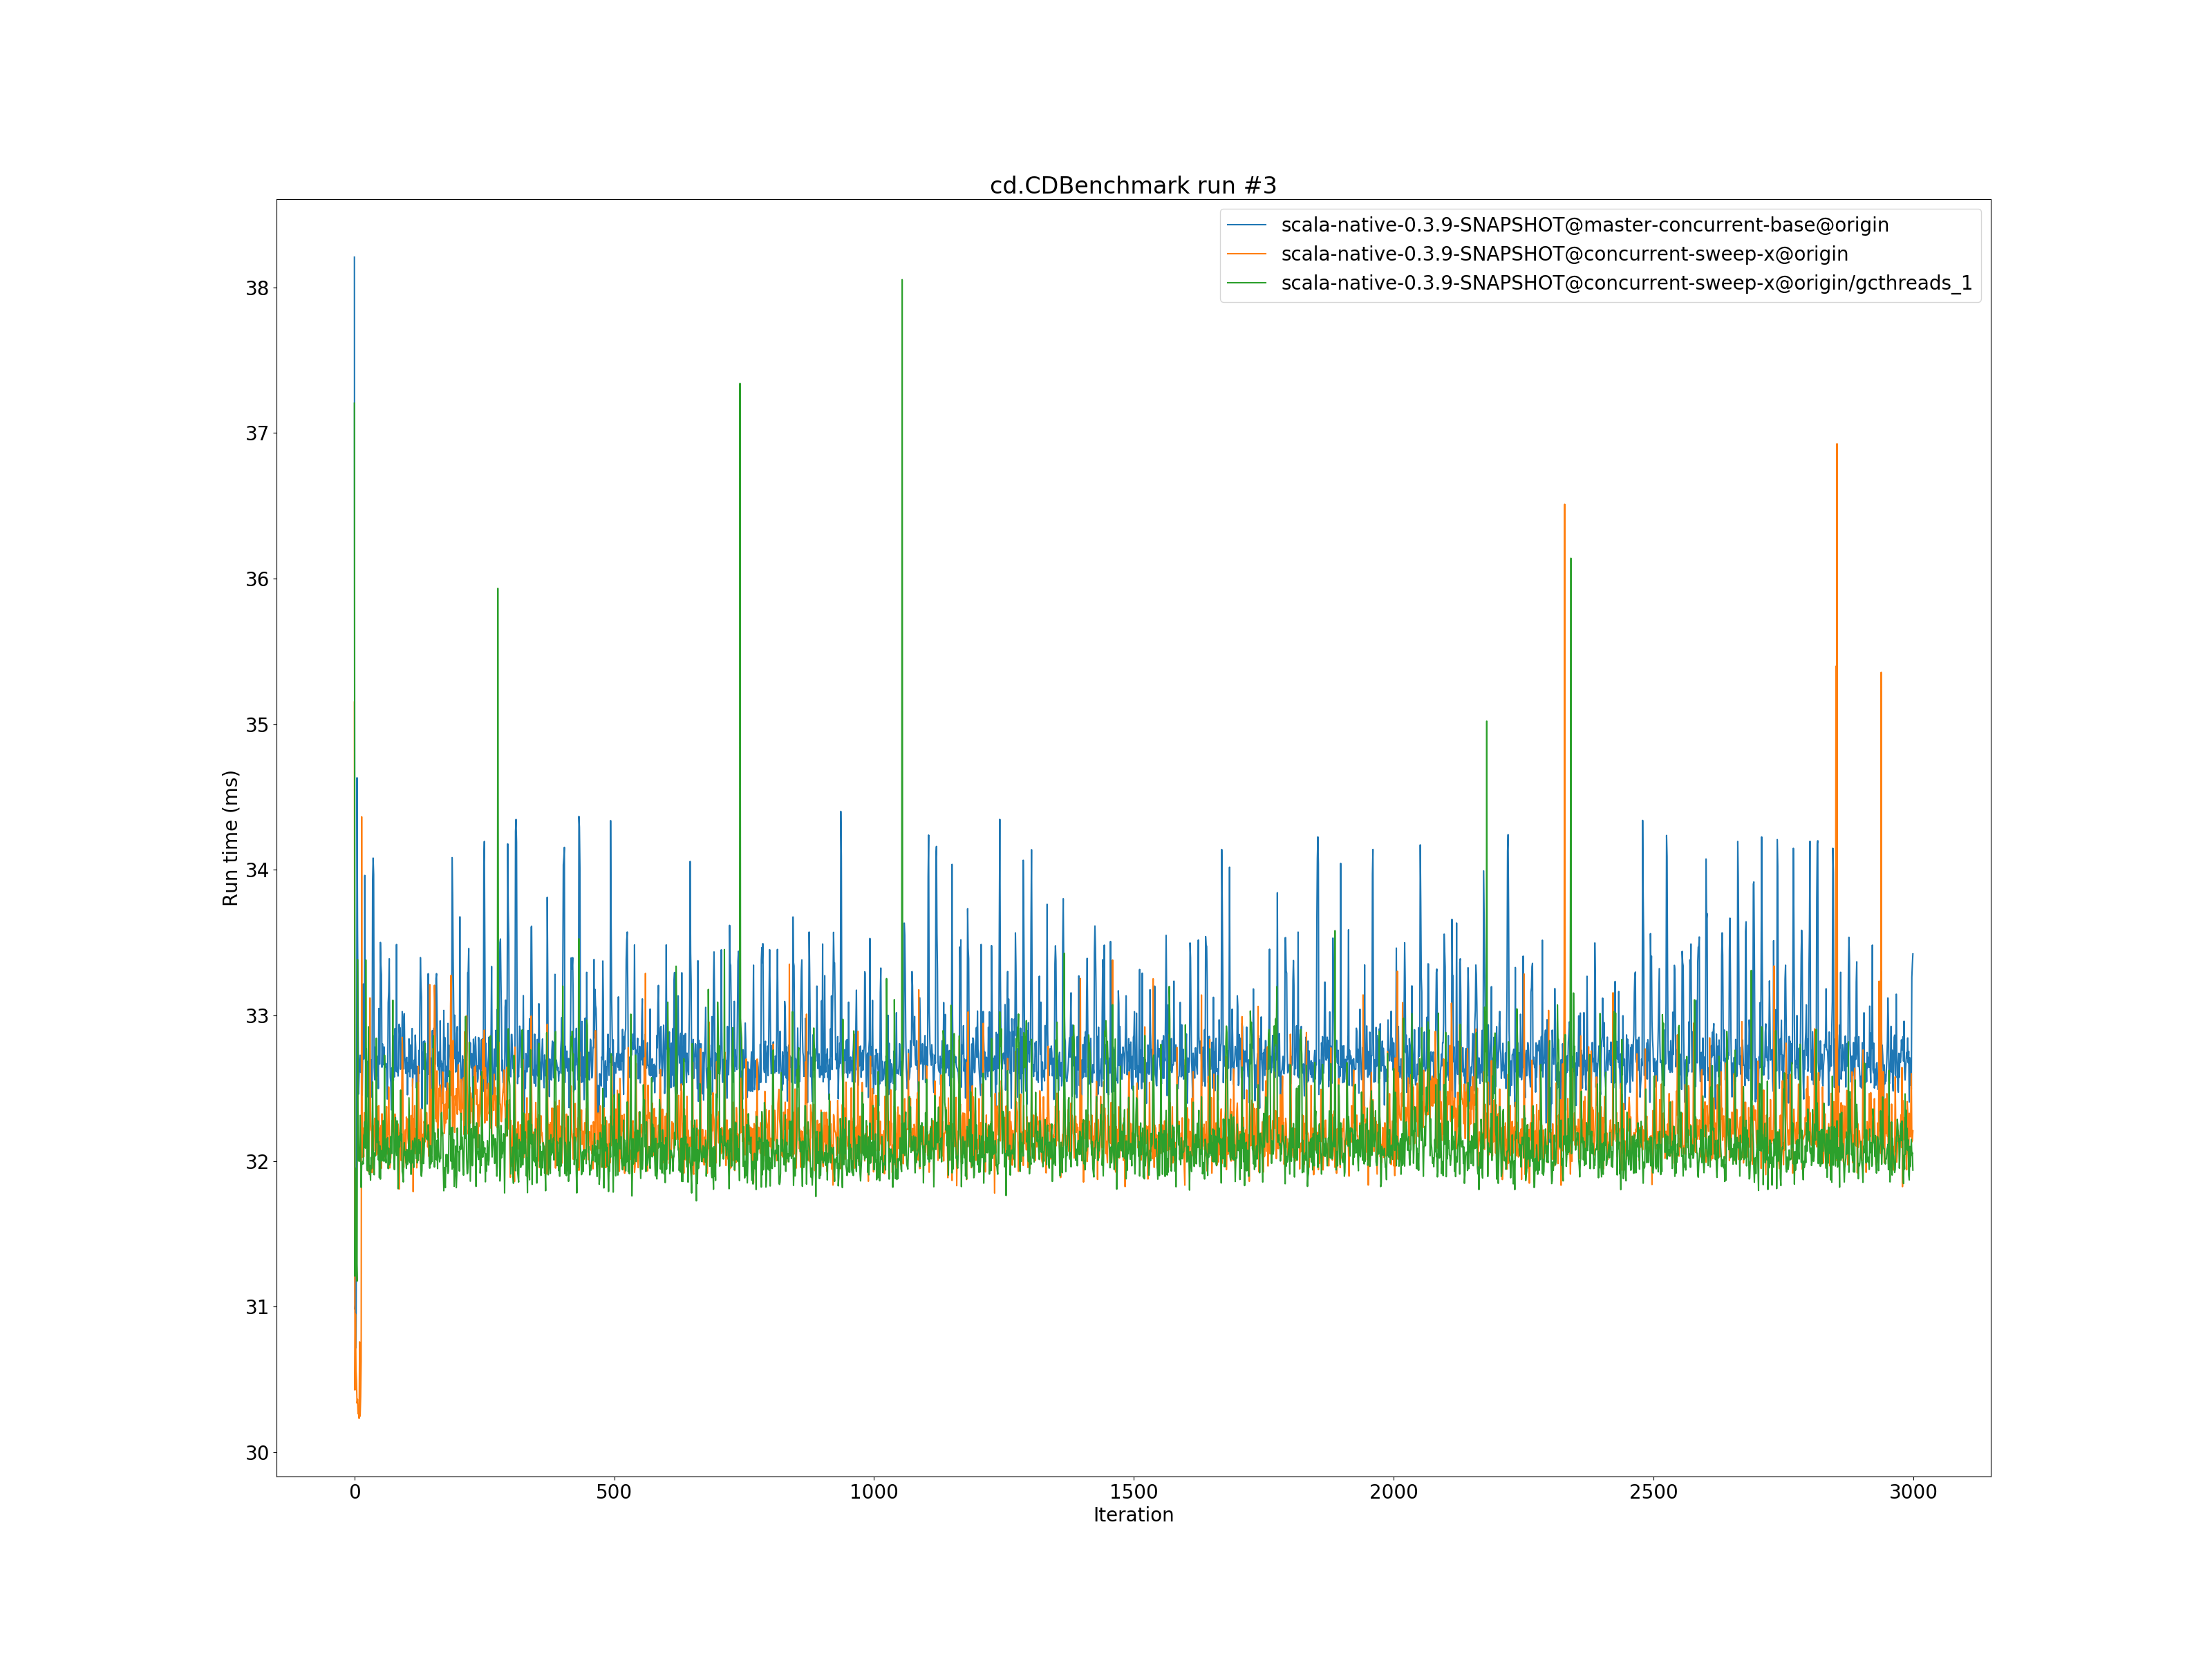 cd.CDBenchmark run #3
scala-native-0.3.9-SNAPSHOT@master-concurrent-base@origin
scala-native-0.3.9-SNAPSHOT@concurrent-sweep-x@origin
scala-native-0.3.9-SNAPSHOT@concurrent-sweep-x@origin/gcthreads_1
38
37
36
35
34
33
32
31
30
Run time (ms)
0 500 1000 1500 2000 2500 3000
Iteration